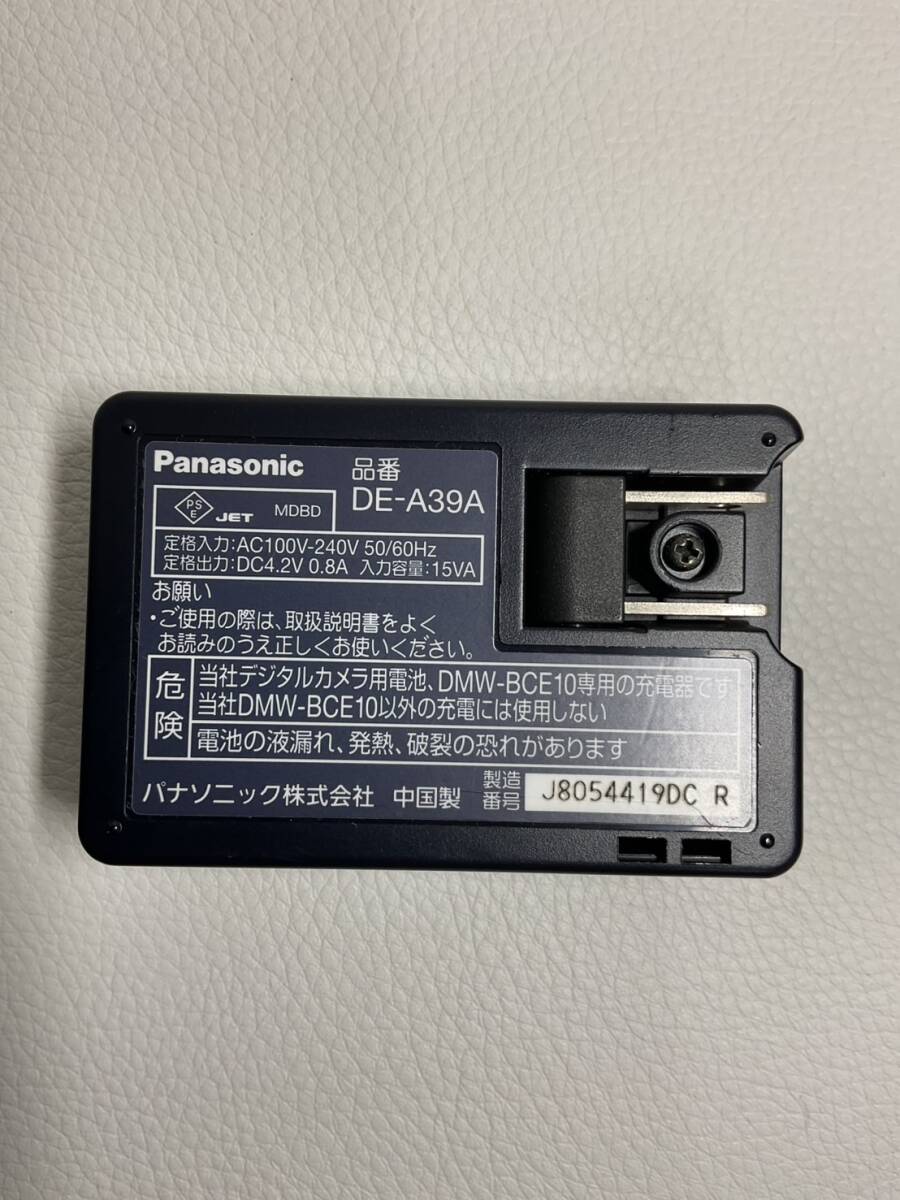 Panasonic
品番
DE-A39A
PS
E
JET
MDBD
定格入力:AC100V-240V 50/60Hz
定格出力:DC4.2V 0.8A 入力容量:15VA
お願い
・ご使用の際は、取扱説明書をよく
お読みのうえ正しくお使いください。
危険
当社デジタルカメラ用電池、DMW-BCE10専用の充電器です
当社DMW-BCE10以外の充電には使用しない
電池の液漏れ、発熱、破裂の恐れがあります
パナソニック株式会社 中国製
製造
番号
J8054419DC R